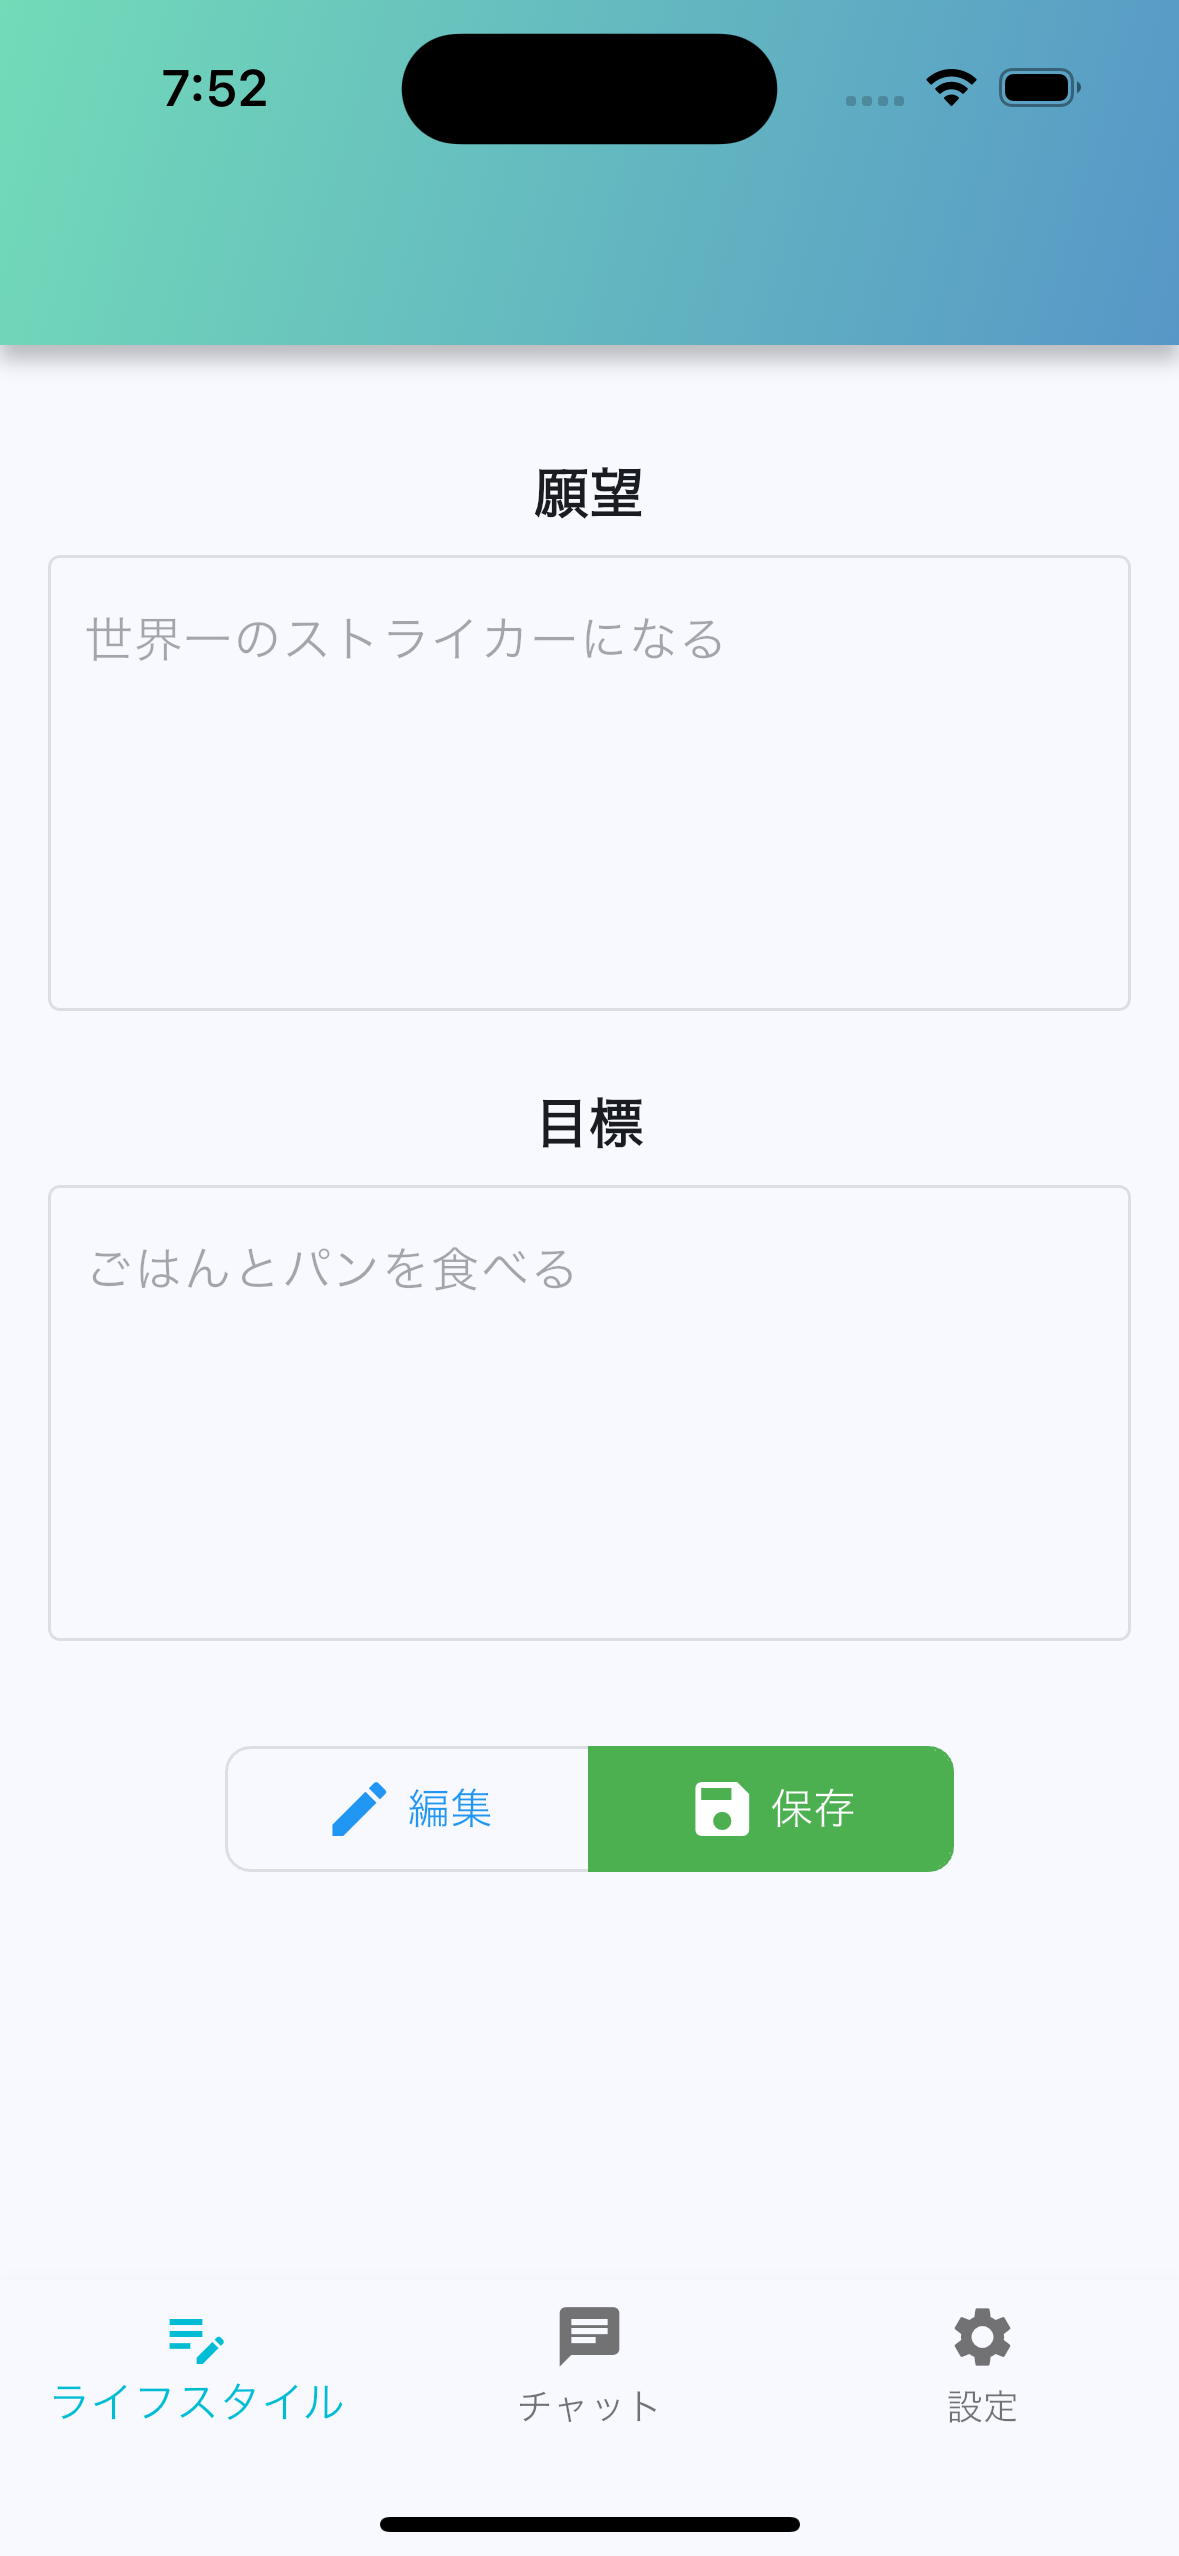 7:52
願望
世界一のストライカーになる
目標
ごはんとパンを食べる
編集 保存
ライフスタイル チャット 設定